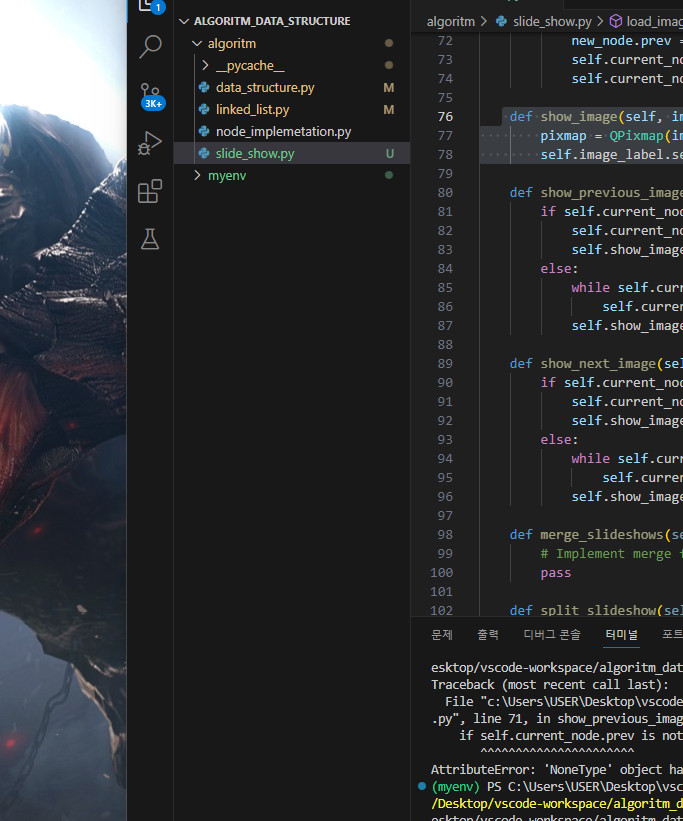 1
3K+
ALGORITM_DATA_STRUCTURE
algoritm
__pycache__
data_structure.py M
linked_list.py M
node_implemetation.py
slide_show.py U
myenv
algoritm > slide_show.py > load_imag
72 new_node.prev =
73 self.current_no
74 self.current_no
75
76 def show_image(self, im
77 pixmap = QPixmap(im
78 self.image_label.se
79
80 def show_previous_image
81 if self.current_nod
82 self.current_no
83 self.show_image
84 else:
85 while self.curr
86 self.curren
87 self.show_image
88
89 def show_next_image(sel
90 if self.current_nod
91 self.current_no
92 self.show_image
93 else:
94 while self.curr
95 self.curren
96 self.show_image
97
98 def merge_slideshows(se
99 # Implement merge f
100 pass
101
102 def split_slideshow(sel
문제 출력 디버그 콘솔 터미널 포트
esktop/vscode-workspace/algoritm_dat
Traceback (most recent call last):
File "c:\Users\USER\Desktop\vscode
.py", line 71, in show_previous_imag
if self.current_node.prev is not
^^^^^^^^^^^^^^^^^^^^^^
AttributeError: 'NoneType' object ha
(myenv) PS C:\Users\USER\Desktop\vsc
/Desktop/vscode-workspace/algoritm_d
esktop/vscode-workspace/algoritm_dat